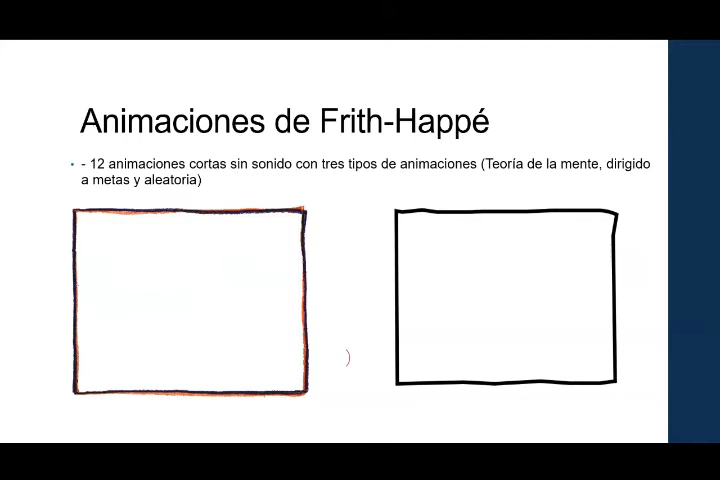 Animaciones de Frith-Happé
- 12 animaciones cortas sin sonido con tres tipos de animaciones (Teoría de la mente, dirigido
a metas y aleatoria)